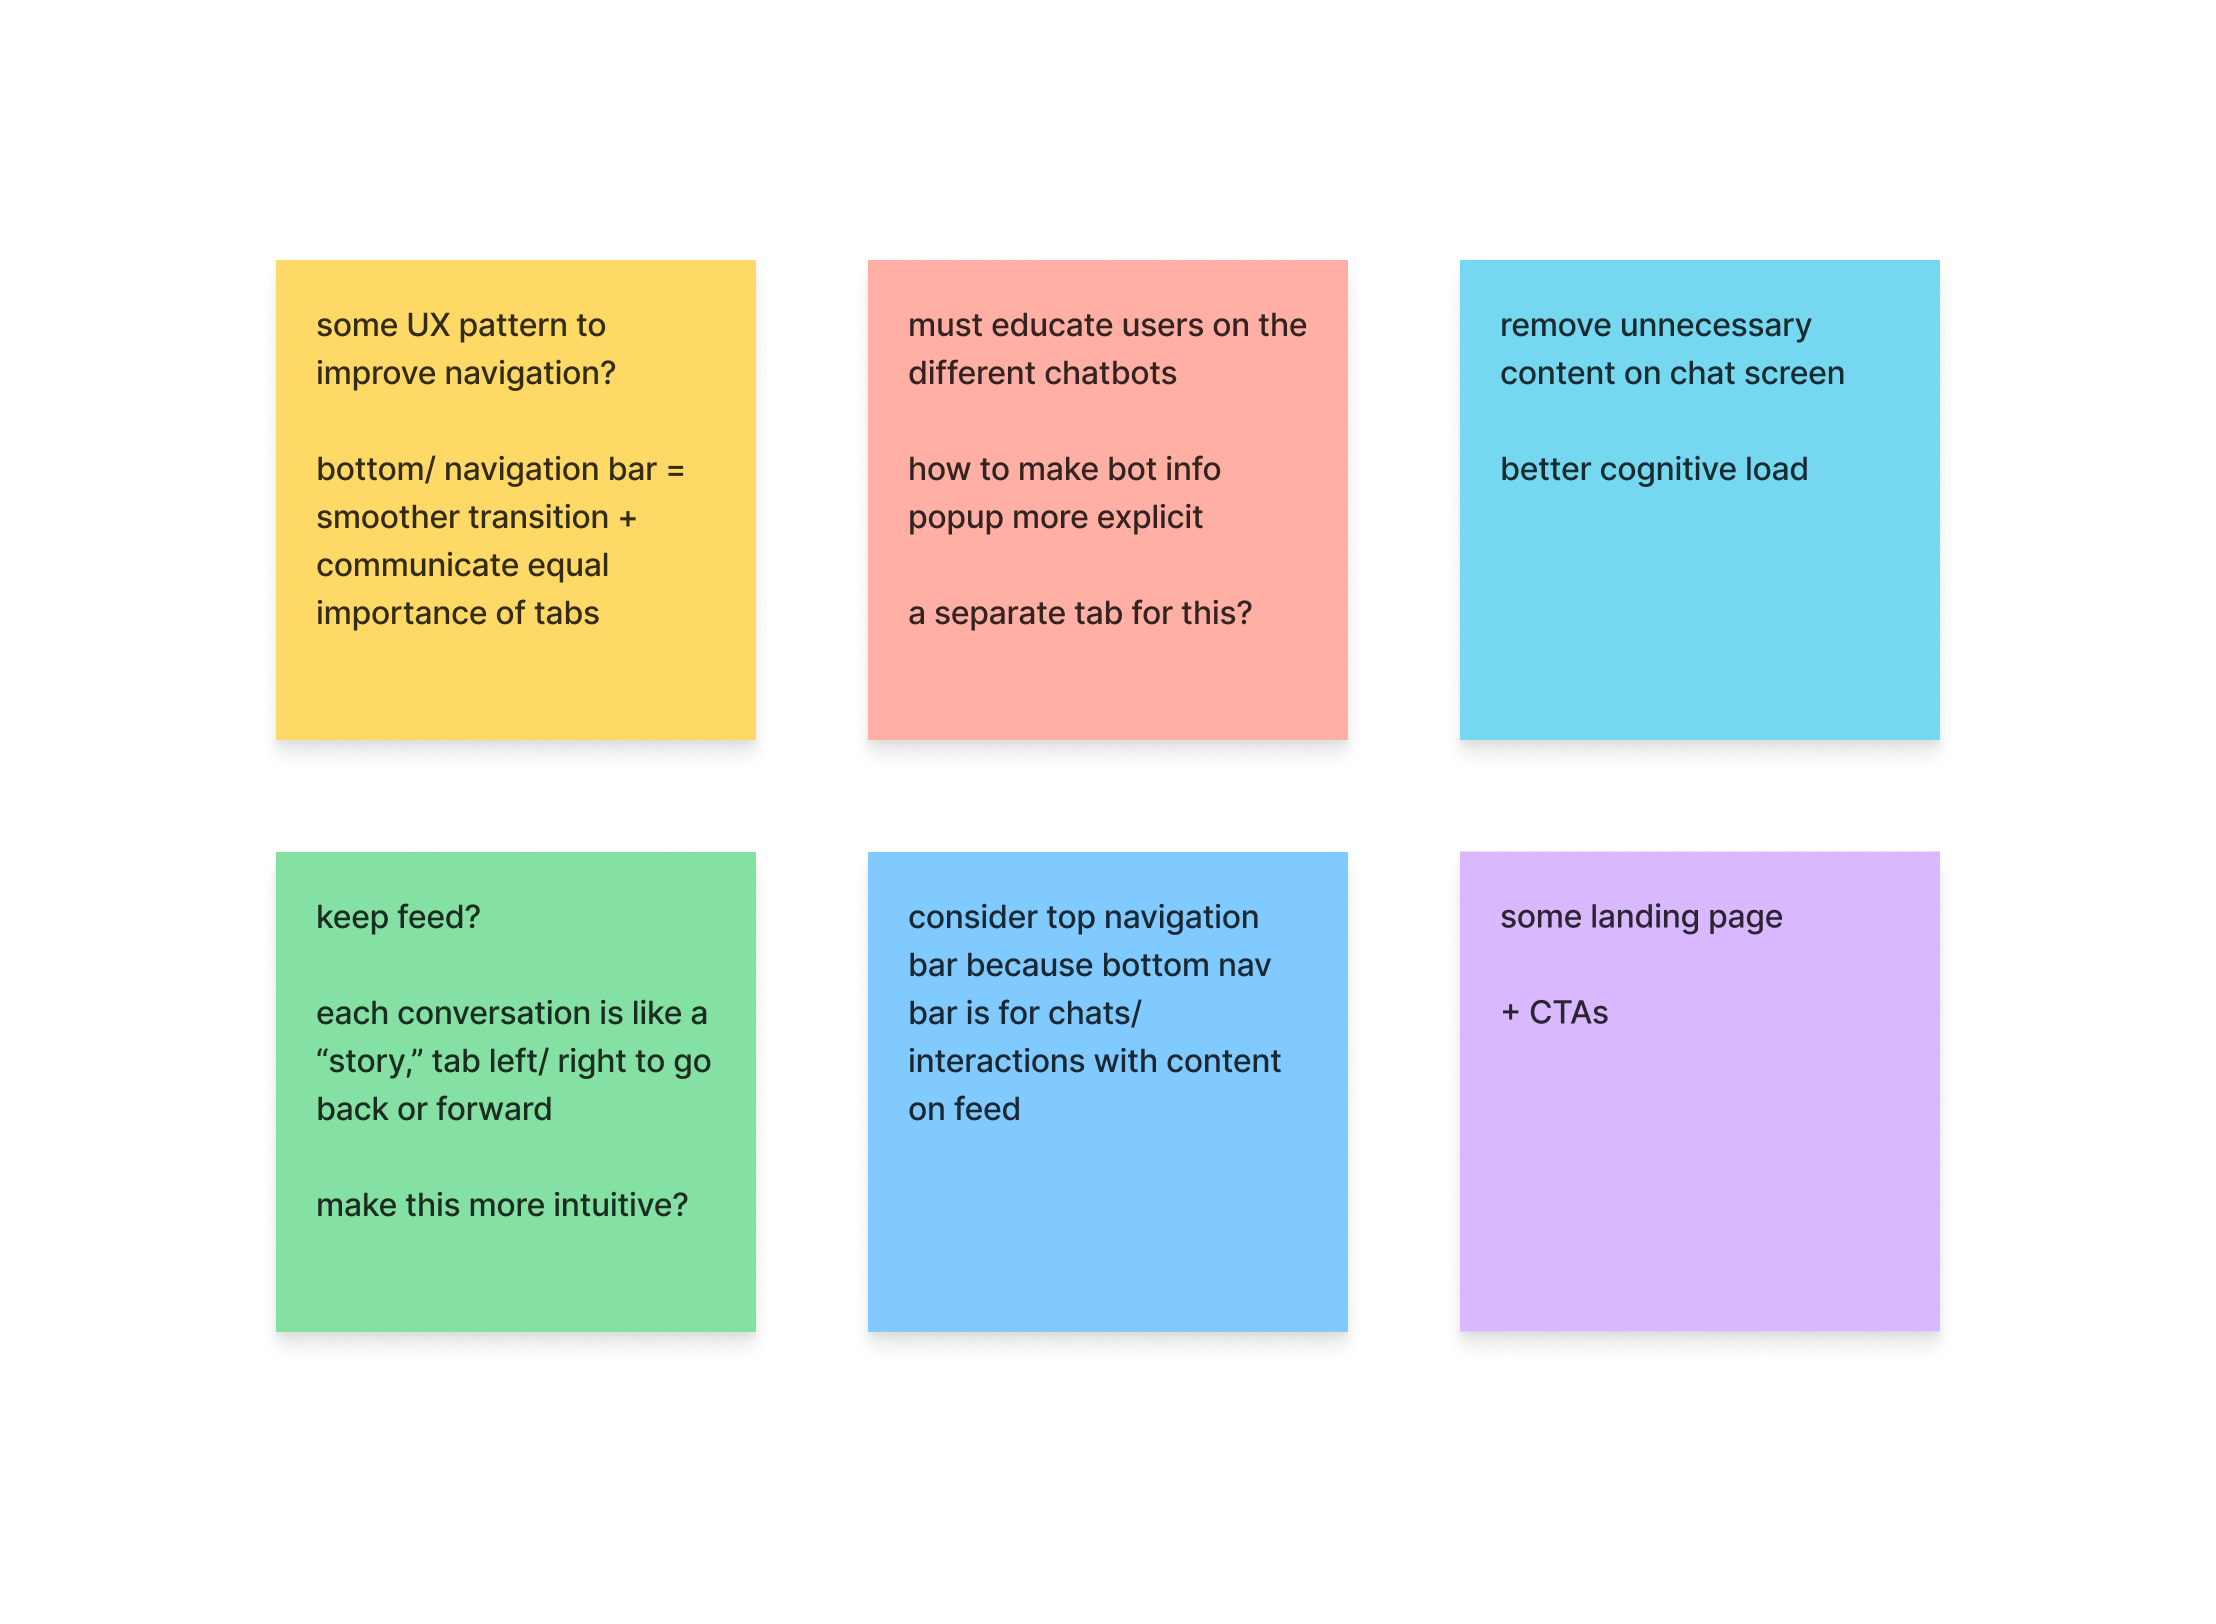 some UX pattern to
improve navigation?
bottom/ navigation bar =
smoother transition +
communicate equal
importance of tabs
must educate users on the
different chatbots
how to make bot info
popup more explicit
a separate tab for this?
remove unnecessary
content on chat screen
better cognitive load
keep feed?
each conversation is like a
“story,” tab left/ right to go
back or forward
make this more intuitive?
consider top navigation
bar because bottom nav
bar is for chats/
interactions with content
on feed
some landing page
+ CTAs